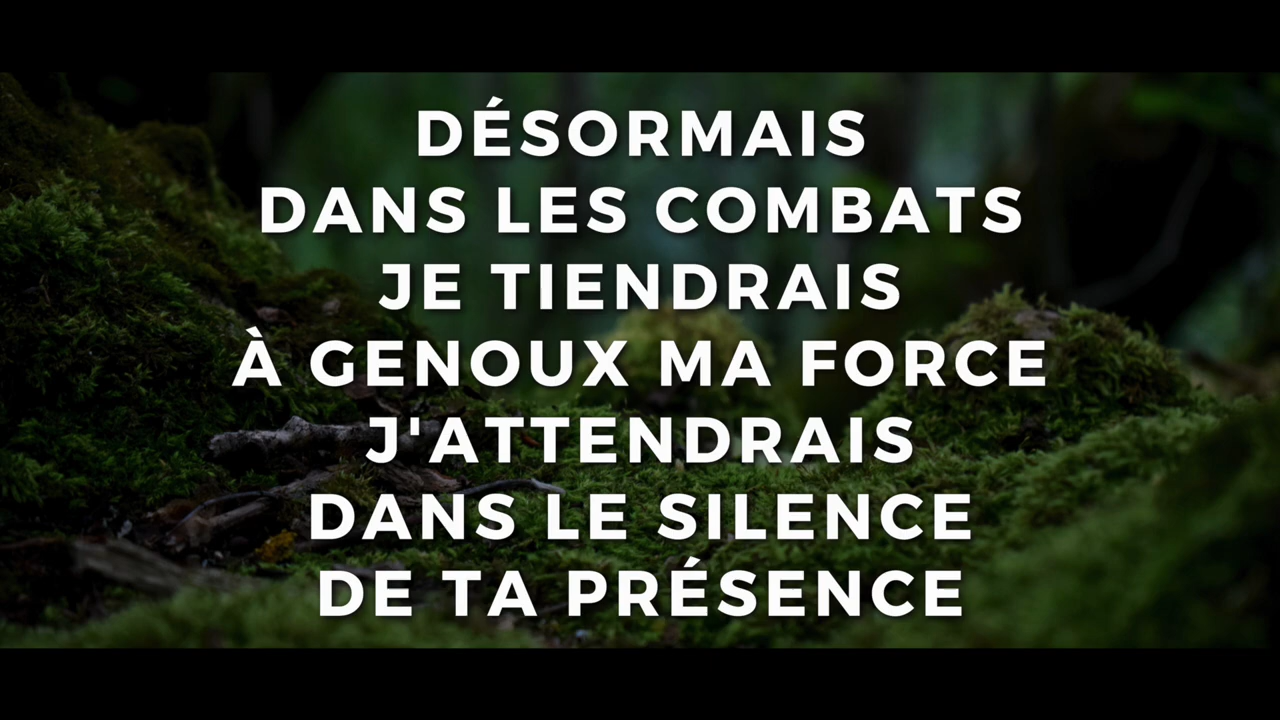 DÉSORMAIS
DANS LES COMBATS
JE TIENDRAIS
À GENOUX MA FORCE
J'ATTENDRAIS
DANS LE SILENCE
DE TA PRÉSENCE